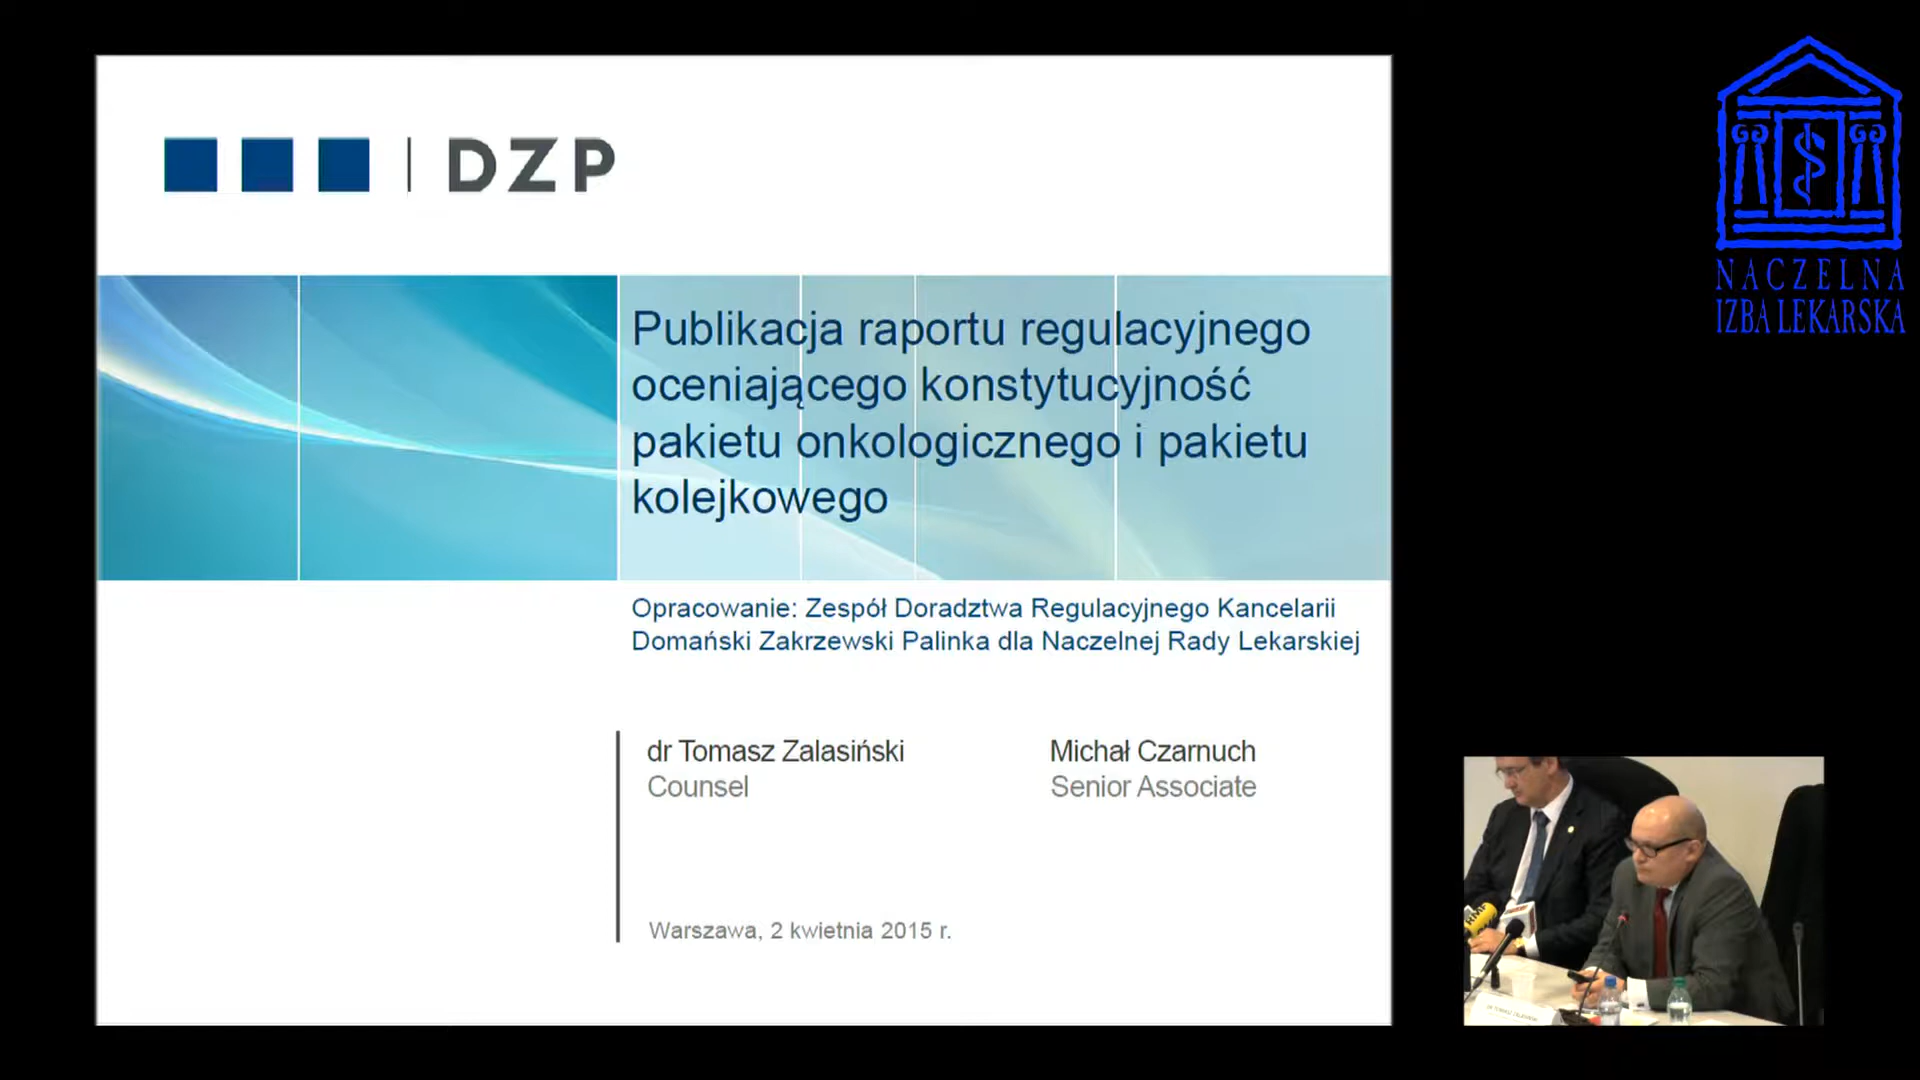 DZP
Publikacja raportu regulacyjnego
oceniającego konstytucyjność
pakietu onkologicznego i pakietu
kolejkowego
Opracowanie: Zespół Doradztwa Regulacyjnego Kancelarii
Domański Zakrzewski Palinka dla Naczelnej Rady Lekarskiej
dr Tomasz Zalasiński
Counsel
Michał Czarnuch
Senior Associate
Warszawa, 2 kwietnia 2015 r.
NACZELNA
IZBA LEKARSKA
RMF